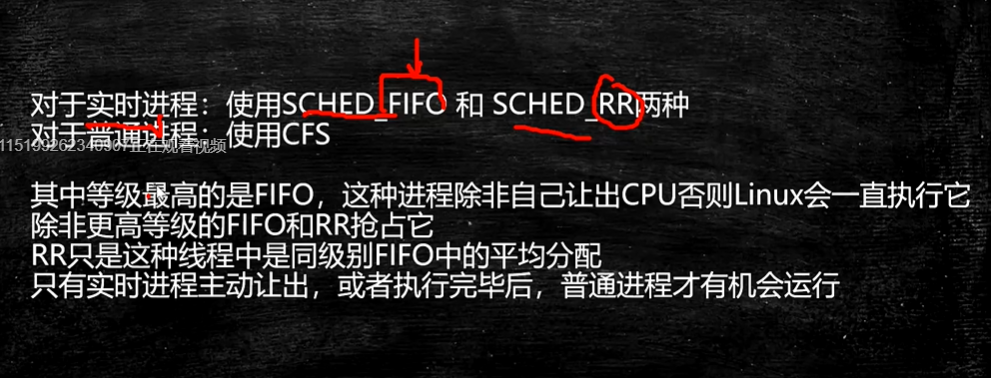 对于实时进程：使用SCHED_FIFO 和 SCHED_RR两种
对于普通进程：使用CFS
正在观看视频
其中等级最高的是FIFO，这种进程除非自己让出CPU否则Linux会一直执行它
除非更高等级的FIFO和RR抢占它
RR只是这种线程中是同级别FIFO中的平均分配
只有实时进程主动让出，或者执行完毕后，普通进程才有机会运行